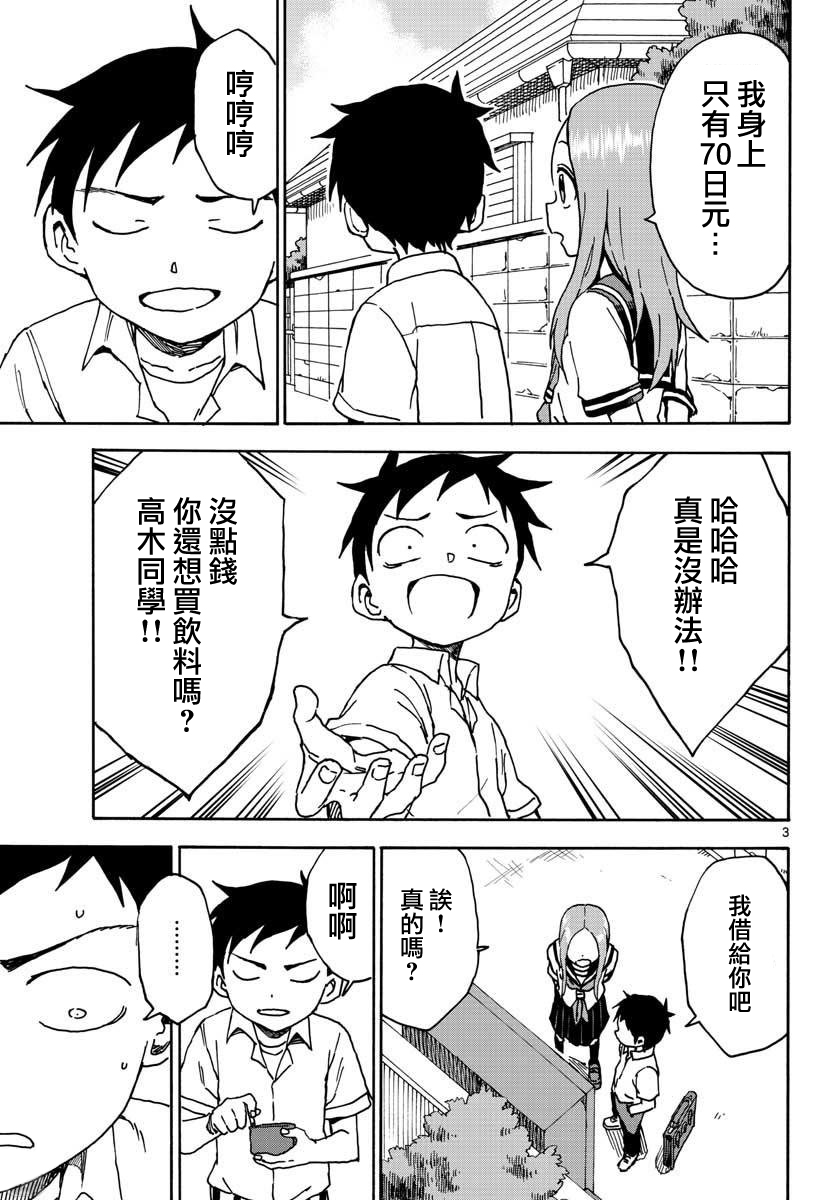 我身上
只有70日元…
哼哼哼
哈哈哈
真是沒辦法!!
沒點錢
你還想買飲料嗎?
高木同學!!
3
我借給你吧
誒!
真的嗎?
啊啊
………